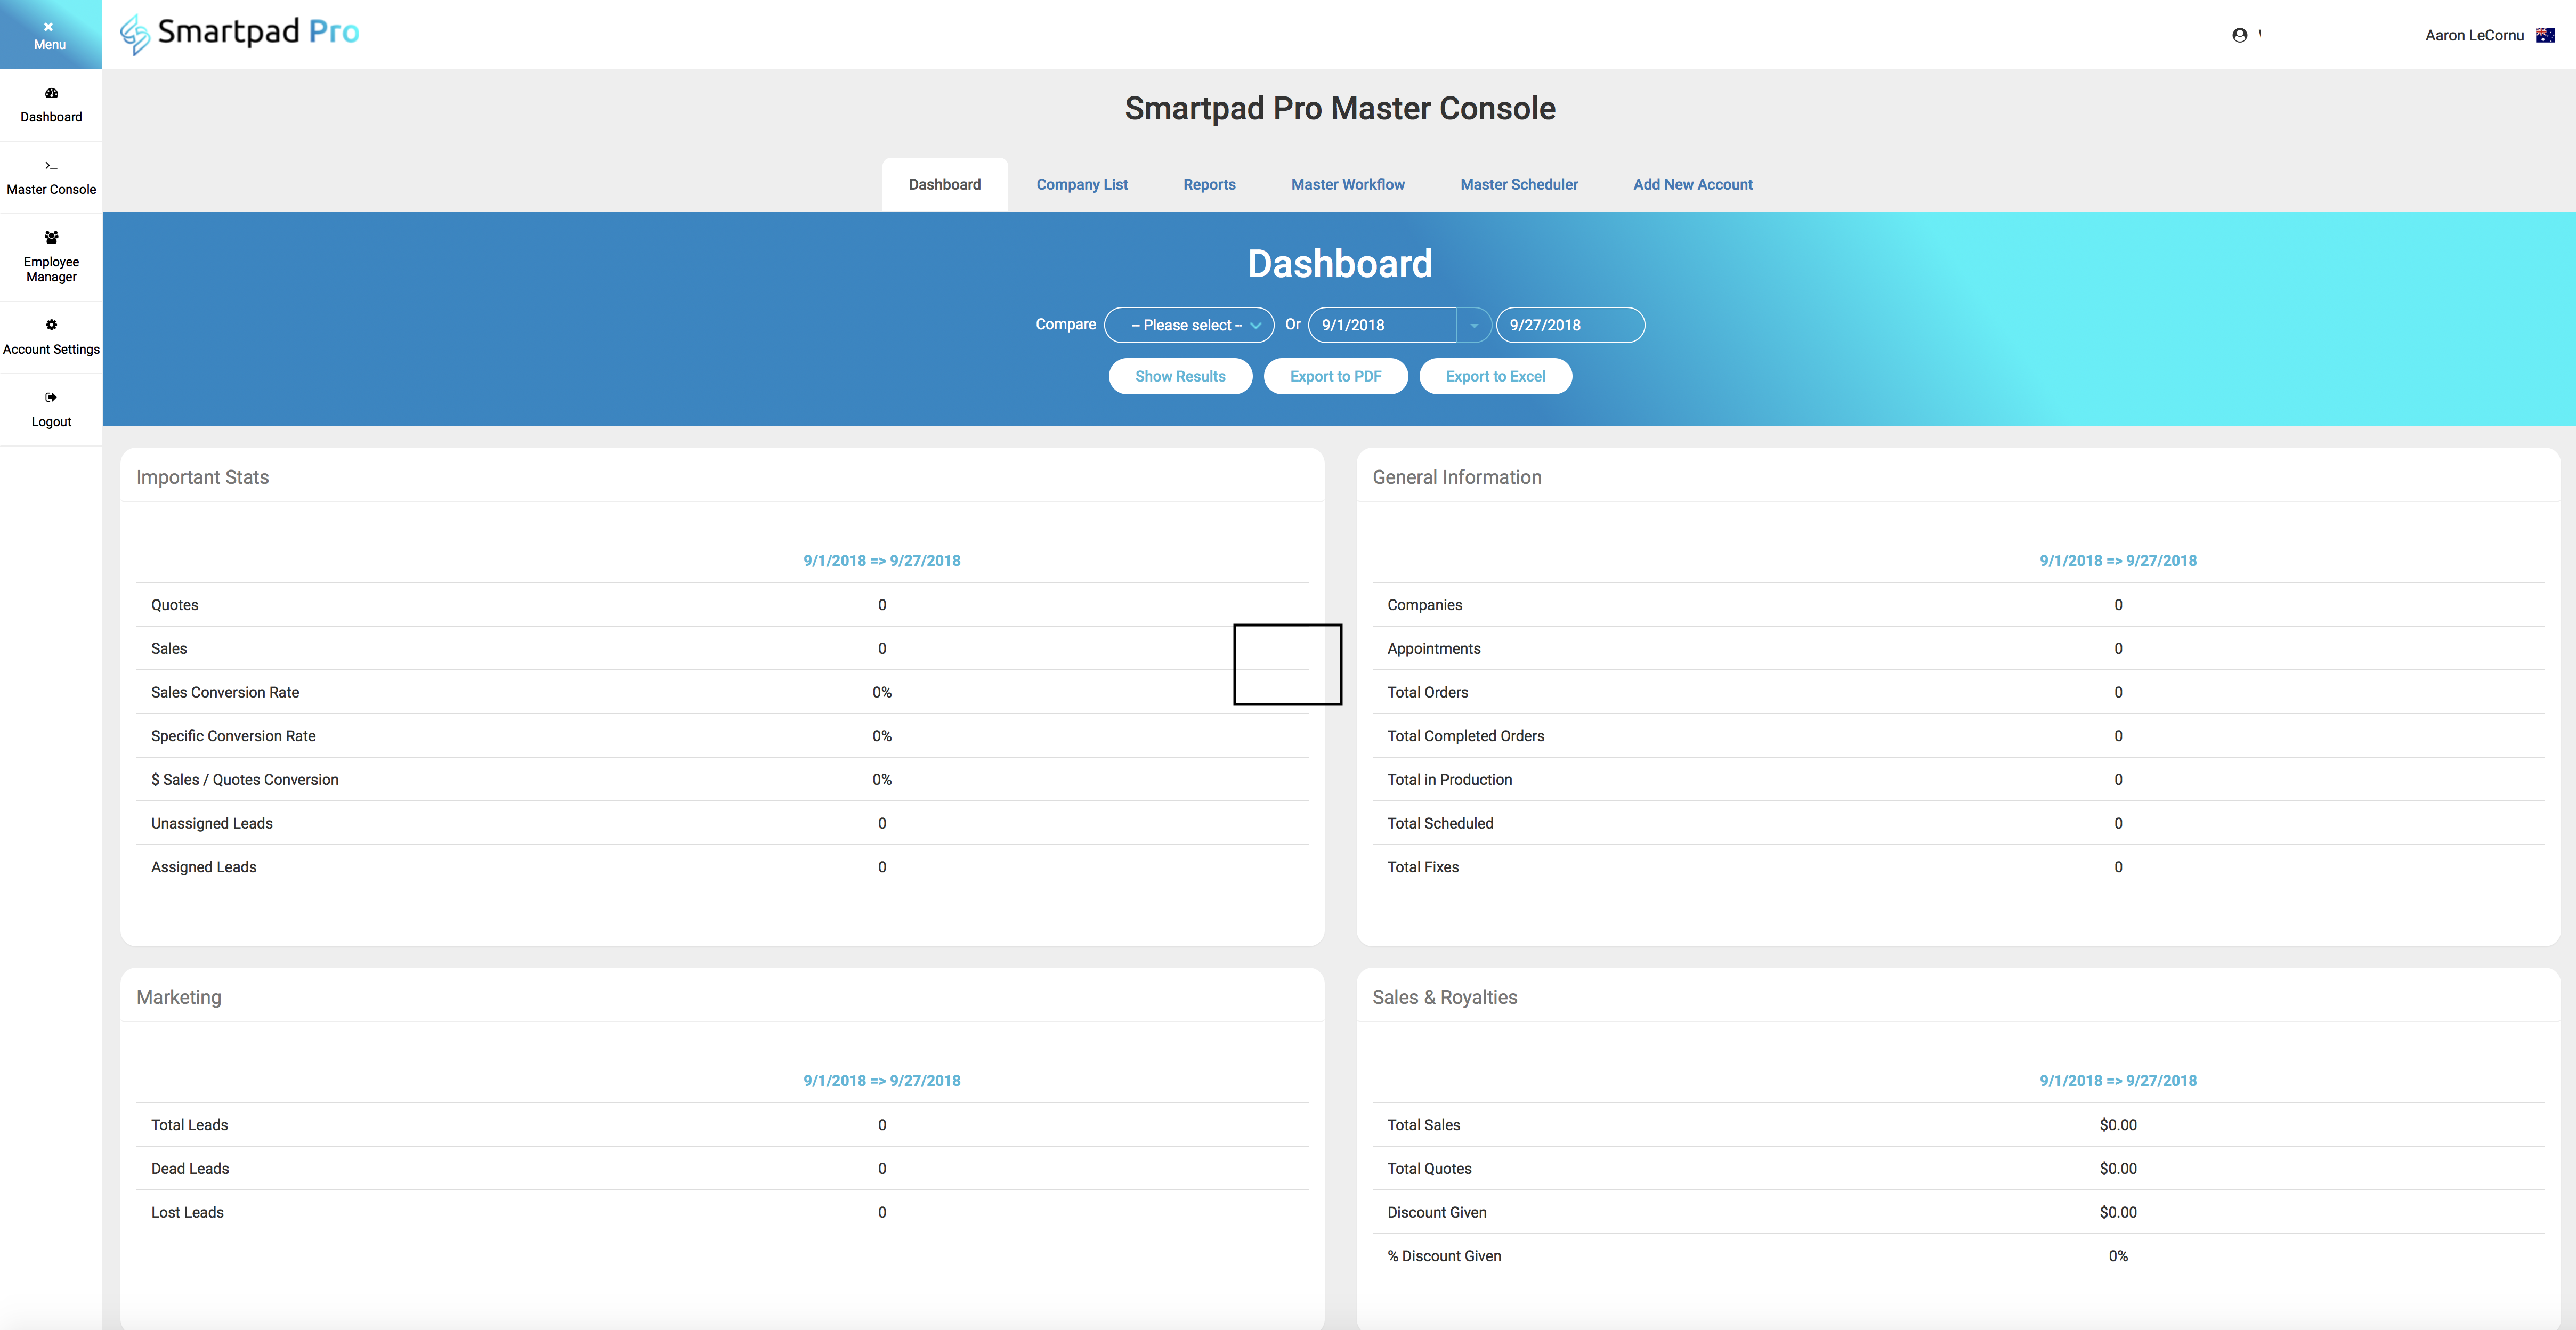 Menu
Smartpad Pro
Aaron LeCornu
Dashboard
Master Console
Employee
Manager
Account Settings
Logout
Smartpad Pro Master Console
Dashboard Company List Reports Master Workflow Master Scheduler Add New Account
Dashboard
Compare -- Please select -- Or 9/1/2018 9/27/2018
Show Results Export to PDF Export to Excel
Important Stats
9/1/2018 => 9/27/2018
Quotes 0
Sales 0
Sales Conversion Rate 0%
Specific Conversion Rate 0%
$ Sales / Quotes Conversion 0%
Unassigned Leads 0
Assigned Leads 0
General Information
9/1/2018 => 9/27/2018
Companies 0
Appointments 0
Total Orders 0
Total Completed Orders 0
Total in Production 0
Total Scheduled 0
Total Fixes 0
Marketing
9/1/2018 => 9/27/2018
Total Leads 0
Dead Leads 0
Lost Leads 0
Sales & Royalties
9/1/2018 => 9/27/2018
Total Sales $0.00
Total Quotes $0.00
Discount Given $0.00
% Discount Given 0%